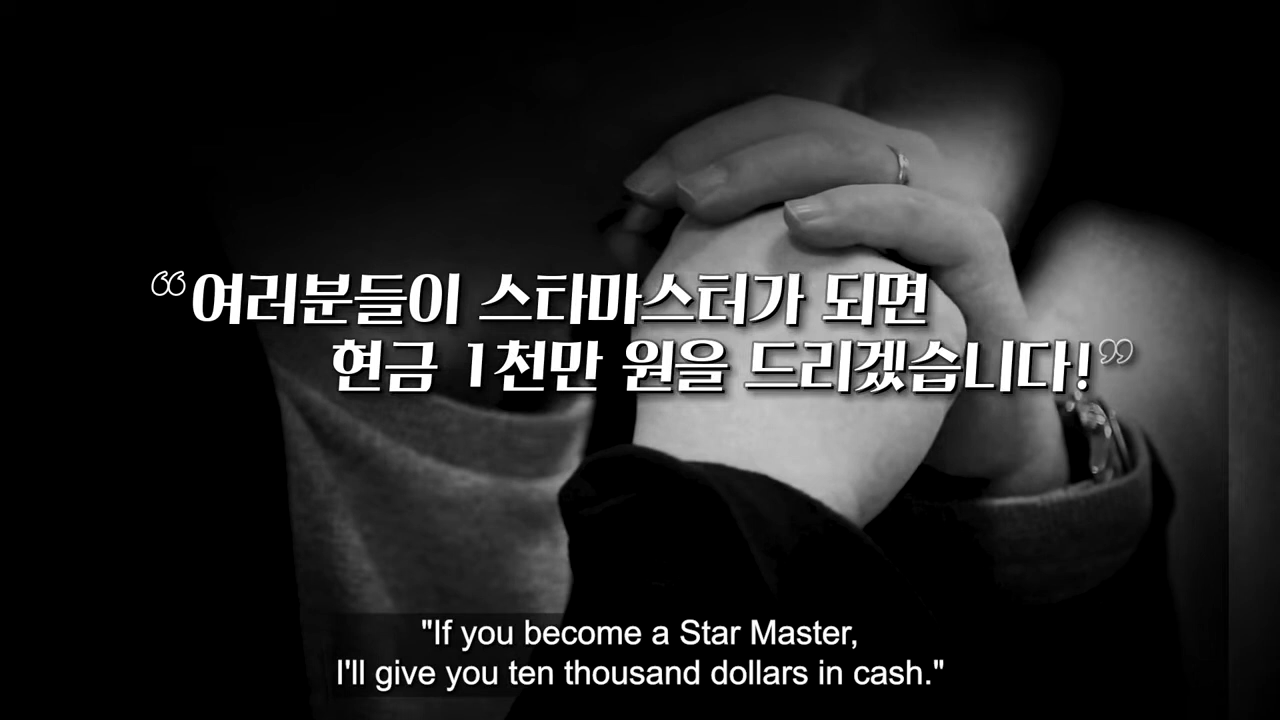 “여러분들이 스타마스터가 되면
현금 1천만 원을 드리겠습니다!”
"If you become a Star Master,
I'll give you ten thousand dollars in cash."